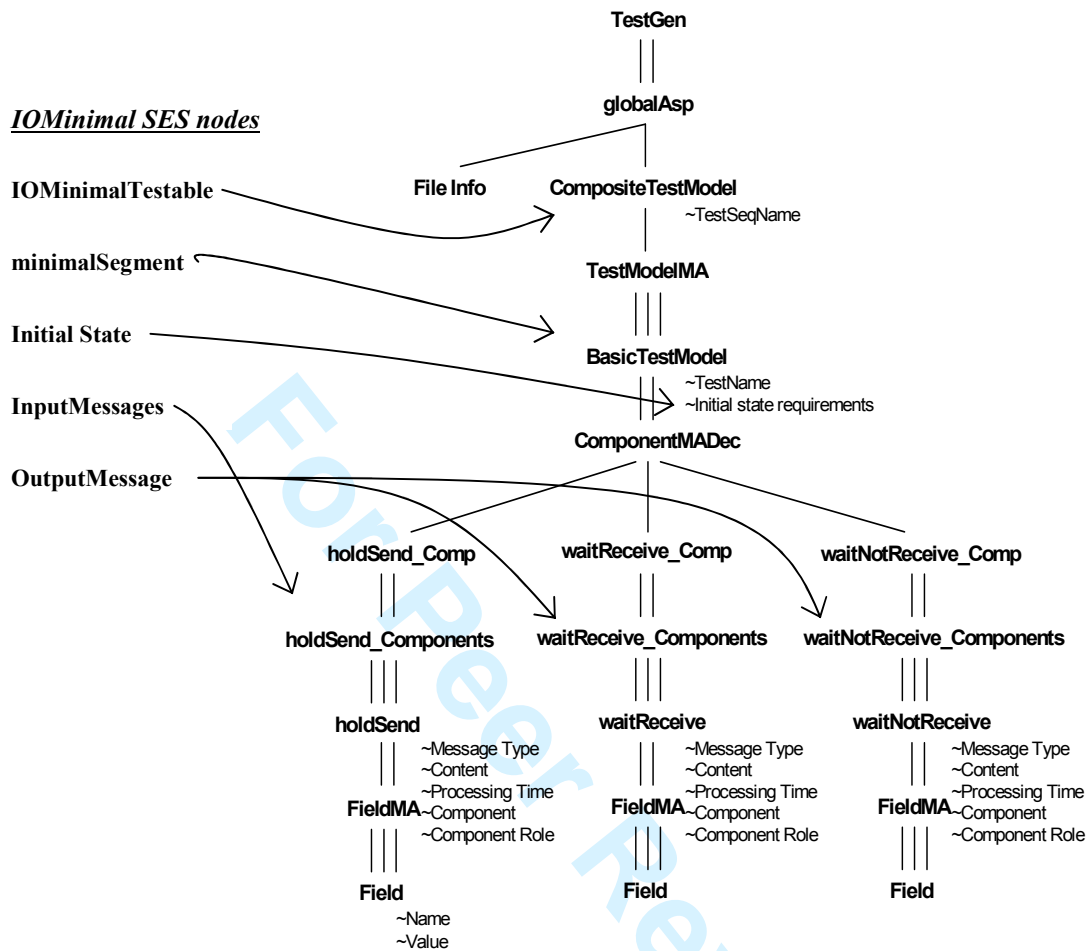 TestGen
globalAsp
IOMinimal SES nodes
IOMinimalTestable
File Info
CompositeTestModel
~TestSeqName
minimalSegment
TestModelMA
Initial State
BasicTestModel
~TestName
~Initial state requirements
InputMessages
ComponentMADec
OutputMessage
holdSend_Comp
waitReceive_Comp
waitNotReceive_Comp
holdSend_Components
waitReceive_Components
waitNotReceive_Components
holdSend
~Message Type
~Content
~Processing Time
~Component
~Component Role
FieldMA
Field
~Name
~Value
waitReceive
~Message Type
~Content
~Processing Time
~Component
~Component Role
FieldMA
Field
waitNotReceive
~Message Type
~Content
~Processing Time
~Component
~Component Role
FieldMA
Field
For Peer Re